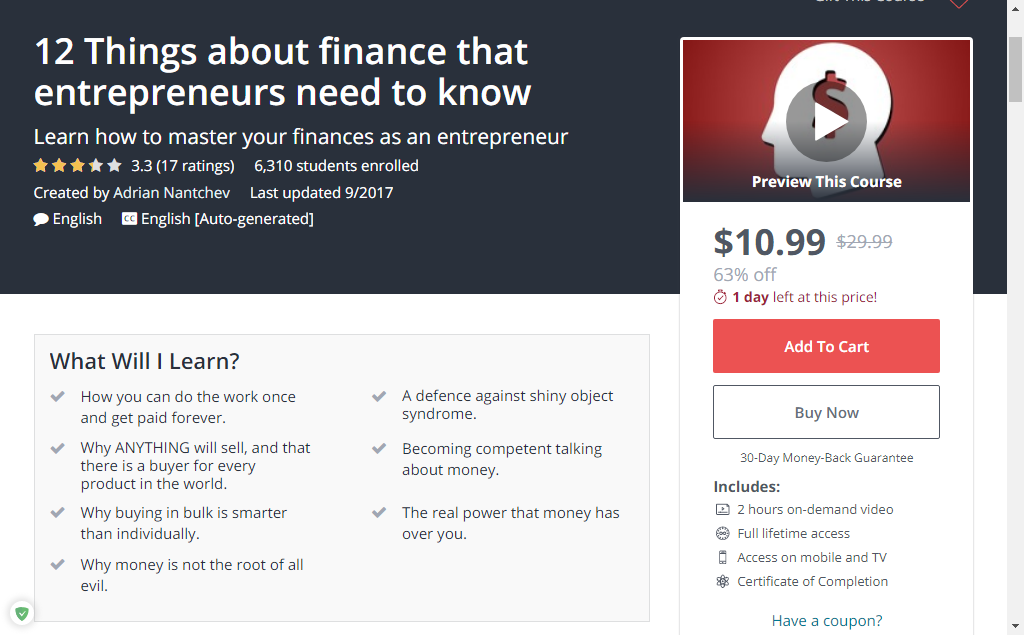 Gift This Course
12 Things about finance that
entrepreneurs need to know
Learn how to master your finances as an entrepreneur
3.3 (17 ratings) 6,310 students enrolled
Created by Adrian Nantchev Last updated 9/2017
English CC English [Auto-generated]
$
Preview This Course
$10.99 $29.99
63% off
1 day left at this price!
Add To Cart
Buy Now
30-Day Money-Back Guarantee
Includes:
2 hours on-demand video
Full lifetime access
Access on mobile and TV
Certificate of Completion
Have a coupon?
What Will I Learn?
How you can do the work once
and get paid forever.
Why ANYTHING will sell, and that
there is a buyer for every
product in the world.
Why buying in bulk is smarter
than individually.
Why money is not the root of all
evil.
A defence against shiny object
syndrome.
Becoming competent talking
about money.
The real power that money has
over you.